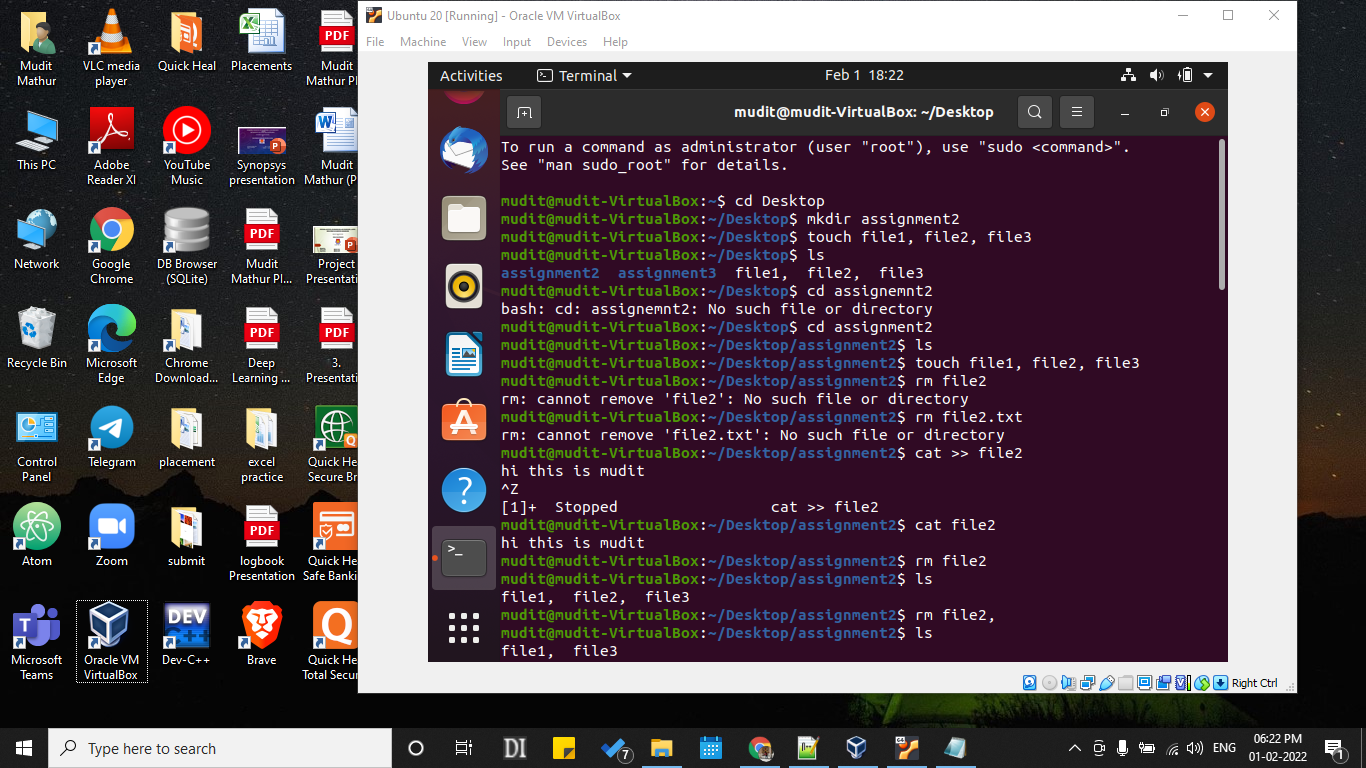 Ubuntu 20 [Running] - Oracle VM VirtualBox
File Machine View Input Devices Help
Activities Terminal Feb 1 18:22
mudit@mudit-VirtualBox: ~/Desktop
To run a command as administrator (user "root"), use "sudo <command>".
See "man sudo_root" for details.
mudit@mudit-VirtualBox:~$ cd Desktop
mudit@mudit-VirtualBox:~/Desktop$ mkdir assignment2
mudit@mudit-VirtualBox:~/Desktop$ touch file1, file2, file3
mudit@mudit-VirtualBox:~/Desktop$ ls
assignment2  assignment3  file1,  file2,  file3
mudit@mudit-VirtualBox:~/Desktop$ cd assignemnt2
bash: cd: assignemnt2: No such file or directory
mudit@mudit-VirtualBox:~/Desktop$ cd assignment2
mudit@mudit-VirtualBox:~/Desktop/assignment2$ ls
mudit@mudit-VirtualBox:~/Desktop/assignment2$ touch file1, file2, file3
mudit@mudit-VirtualBox:~/Desktop/assignment2$ rm file2
rm: cannot remove 'file2': No such file or directory
mudit@mudit-VirtualBox:~/Desktop/assignment2$ rm file2.txt
rm: cannot remove 'file2.txt': No such file or directory
mudit@mudit-VirtualBox:~/Desktop/assignment2$ cat >> file2
hi this is mudit
^Z
[1]+  Stopped                 cat >> file2
mudit@mudit-VirtualBox:~/Desktop/assignment2$ cat file2
hi this is mudit
mudit@mudit-VirtualBox:~/Desktop/assignment2$ rm file2
mudit@mudit-VirtualBox:~/Desktop/assignment2$ ls
file1,  file2,  file3
mudit@mudit-VirtualBox:~/Desktop/assignment2$ rm file2,
mudit@mudit-VirtualBox:~/Desktop/assignment2$ ls
file1,  file3
Right Ctrl
Mudit Mathur
VLC media player
Quick Heal
Placements
PDF
Mudit Mathur Pl...
This PC
Adobe Reader XI
YouTube Music
Synopsys presentation
Mudit Mathur (P
Network
Google Chrome
DB Browser (SQLite)
PDF
Mudit Mathur Pl...
Project Presentati
Recycle Bin
Microsoft Edge
Chrome Download...
PDF
Deep Learning ...
PDF
3. Presentati
Control Panel
Telegram
placement
excel practice
Quick He Secure Br
Atom
Zoom
submit
PDF
logbook Presentation
Quick He Safe Banki
Microsoft Teams
Oracle VM VirtualBox
DEV
Dev-C++
Brave
Quick He Total Secur
Type here to search
DI
7
ENG
06:22 PM
01-02-2022
1